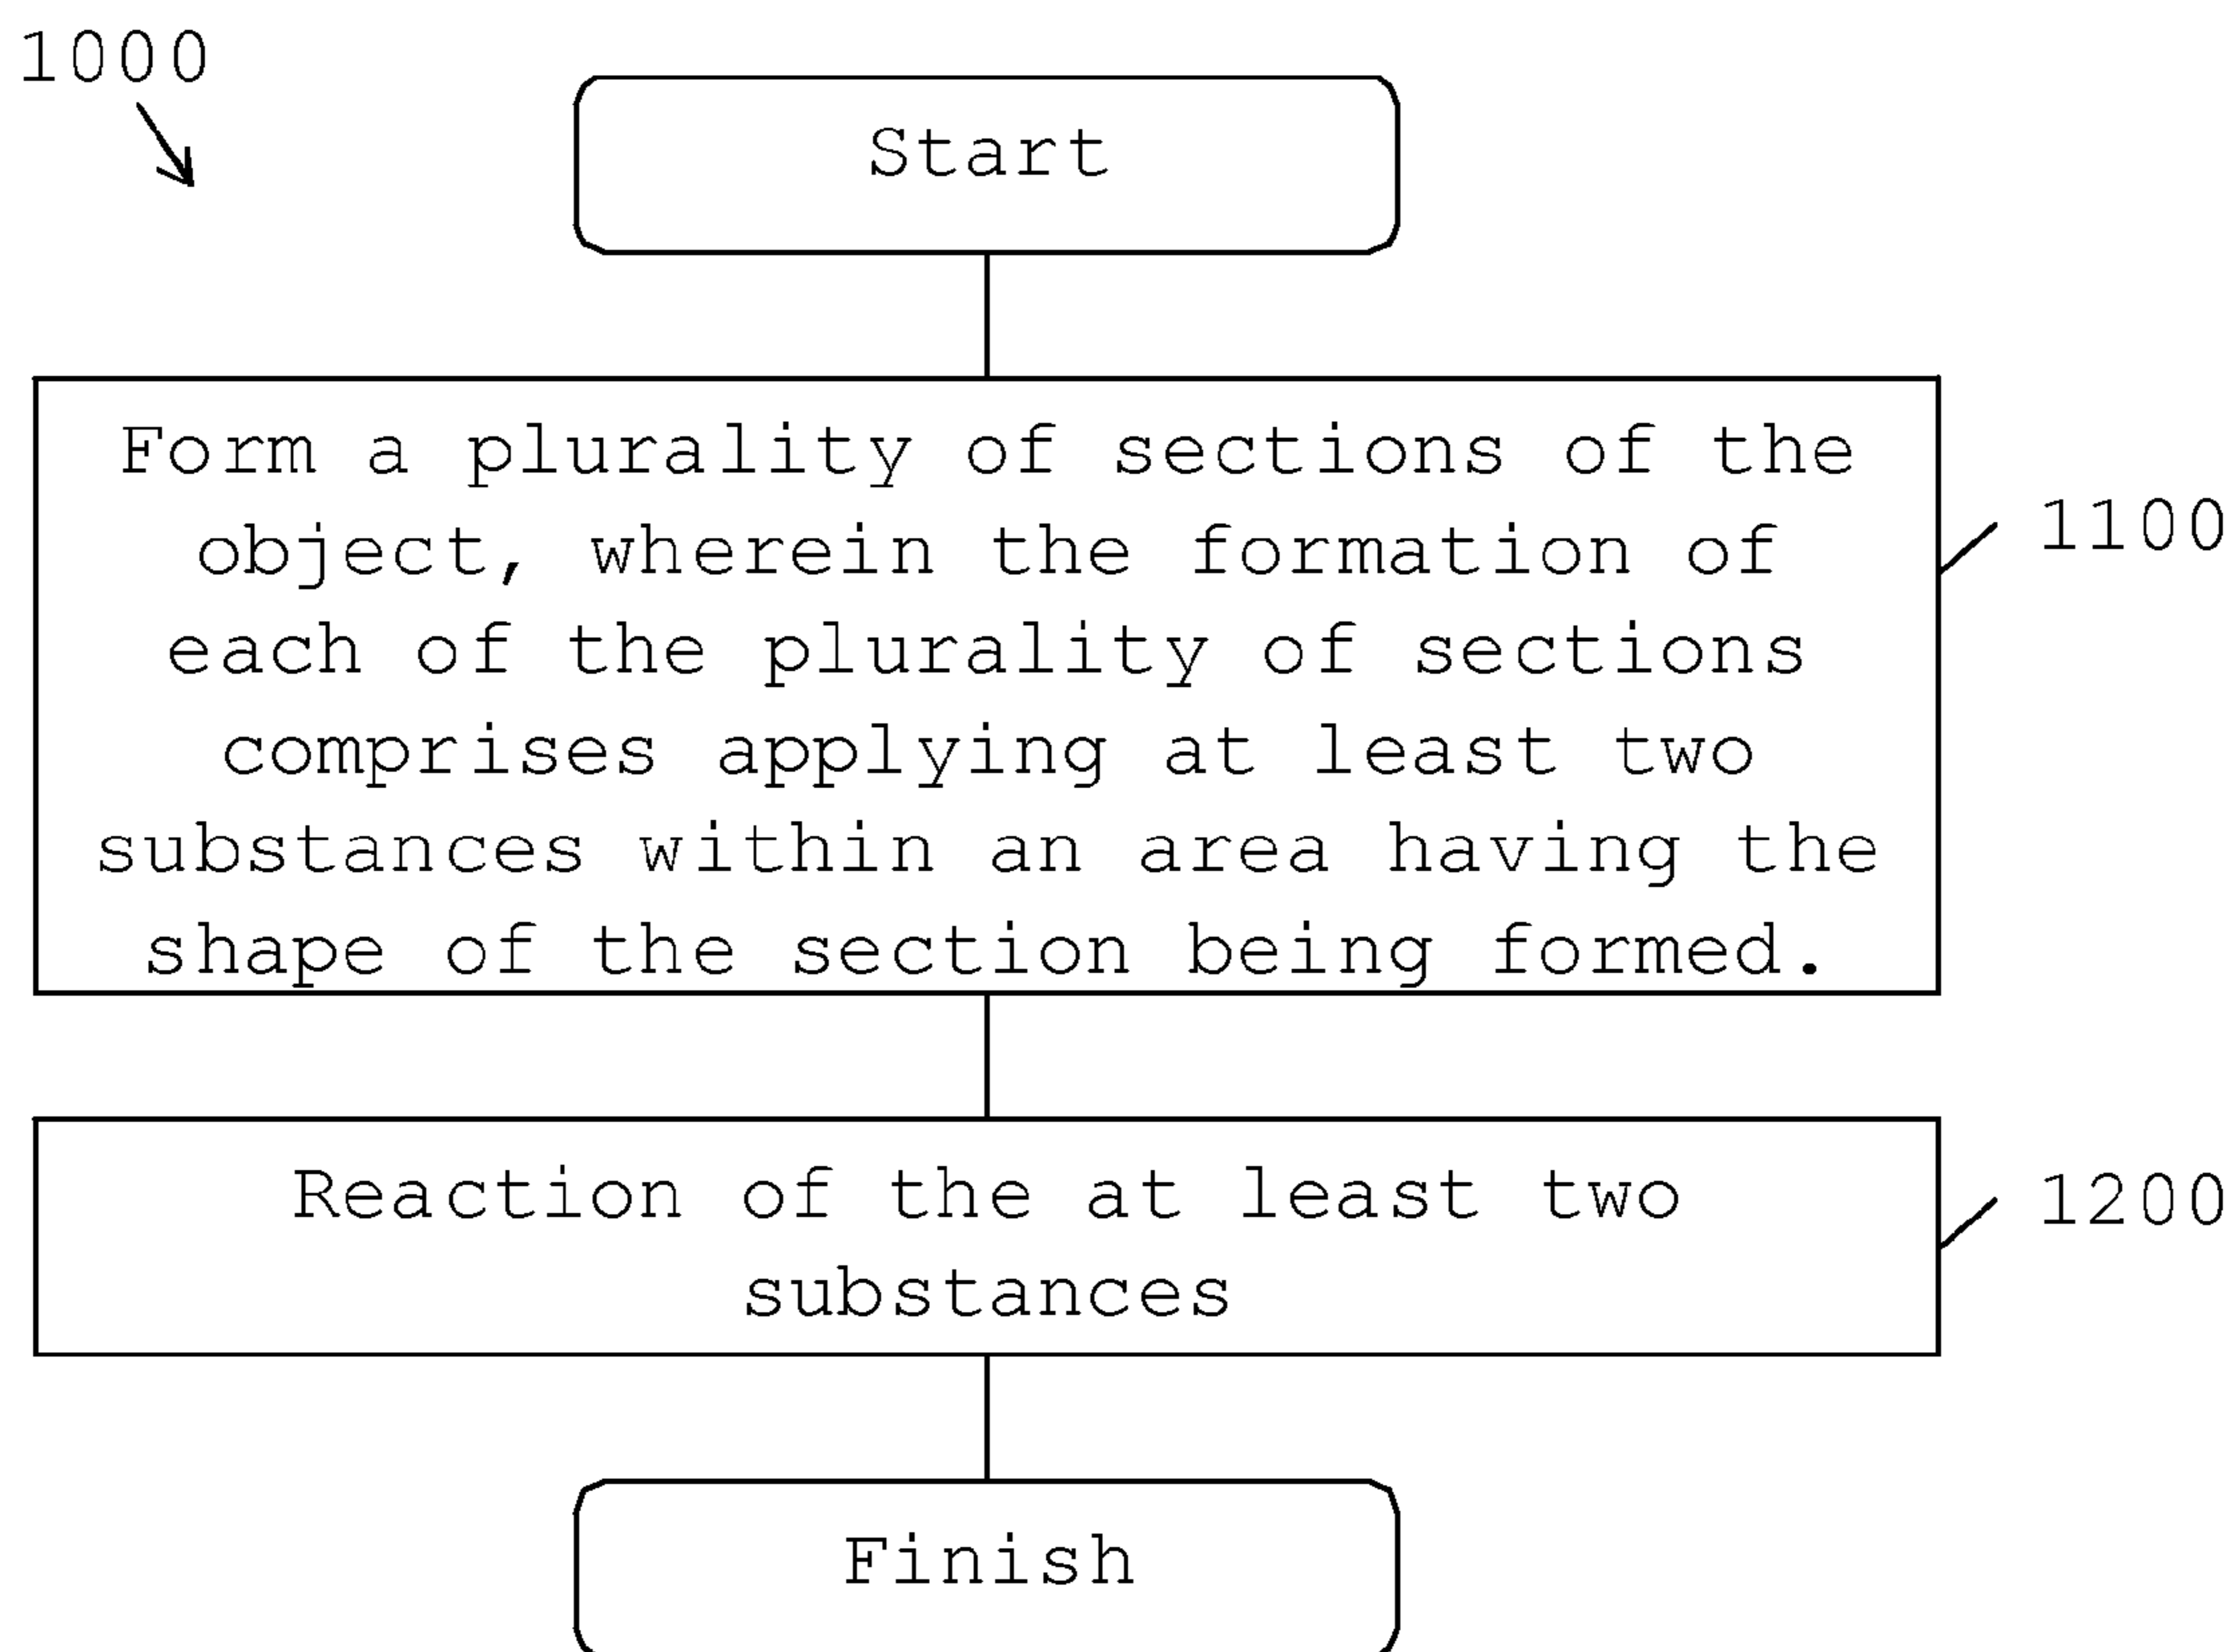 1000
Start
Form a plurality of sections of the
object, wherein the formation of
each of the plurality of sections
comprises applying at least two
substances within an area having the
shape of the section being formed.
1100
Reaction of the at least two
substances
1200
Finish